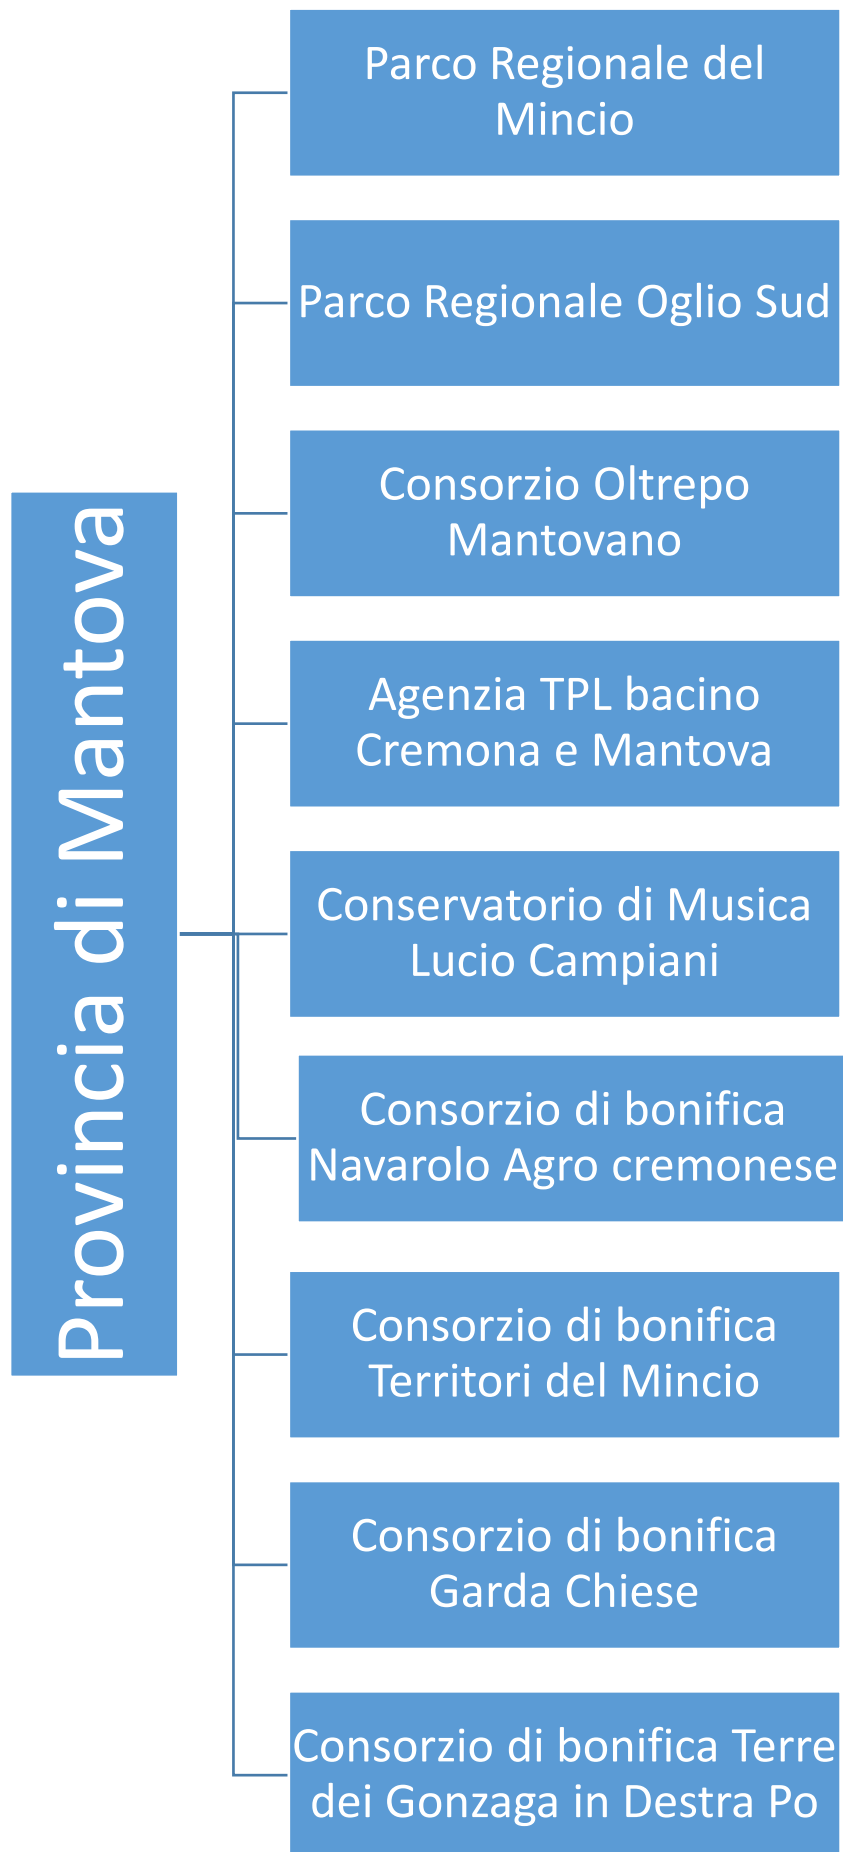 Provincia di Mantova
Parco Regionale del
Mincio
Parco Regionale Oglio Sud
Consorzio Oltrepo
Mantovano
Agenzia TPL bacino
Cremona e Mantova
Conservatorio di Musica
Lucio Campiani
Consorzio di bonifica
Navarolo Agro cremonese
Consorzio di bonifica
Territori del Mincio
Consorzio di bonifica
Garda Chiese
Consorzio di bonifica Terre
dei Gonzaga in Destra Po